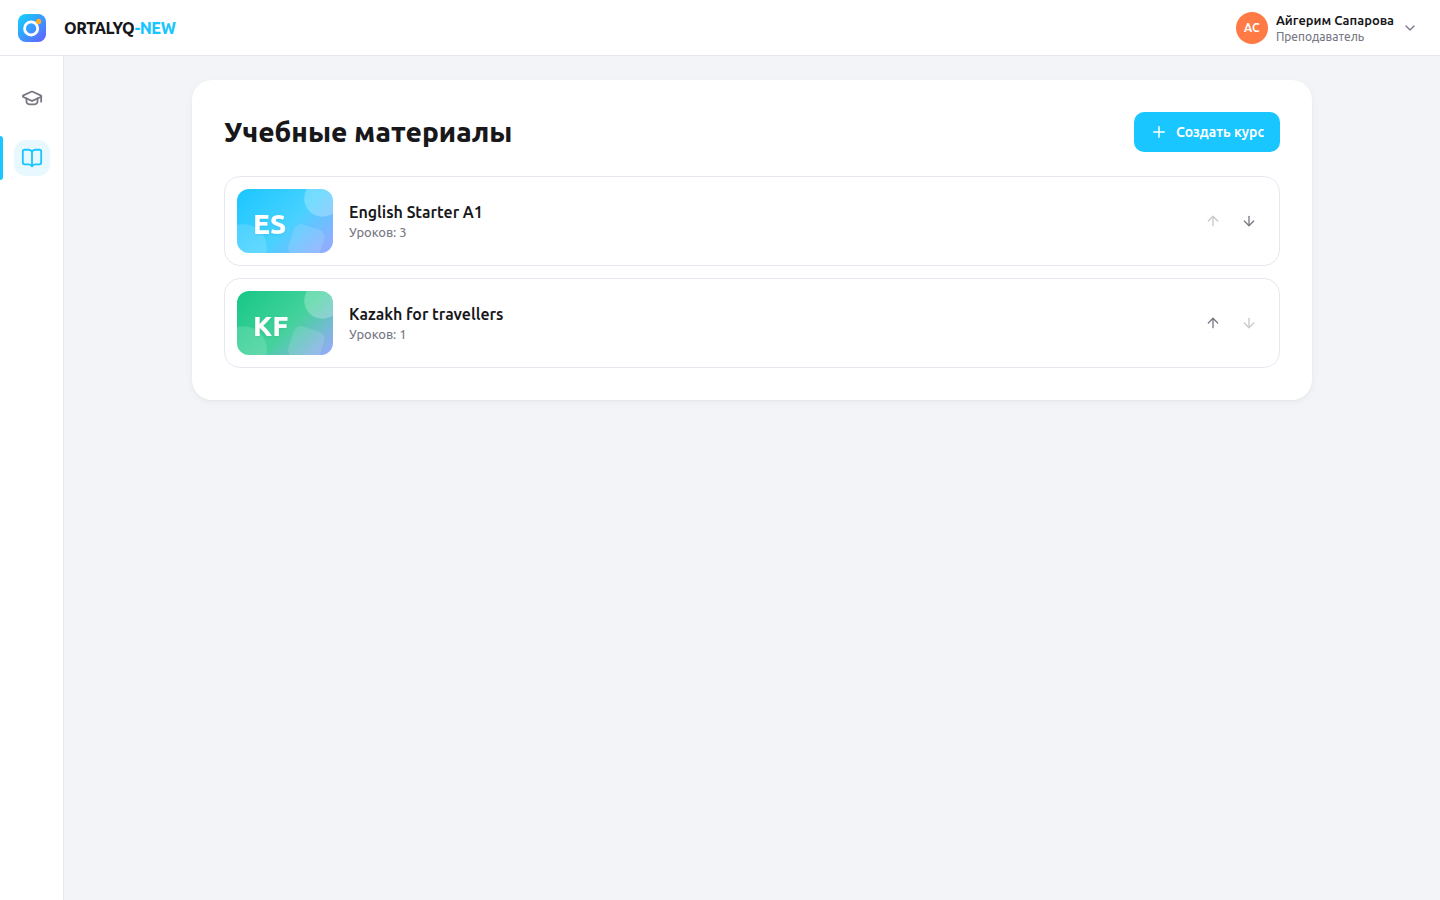 ORTALYQ-NEW
АС
Айгерим Сапарова
Преподаватель
Учебные материалы
Создать курс
ES
English Starter A1
Уроков: 3
KF
Kazakh for travellers
Уроков: 1